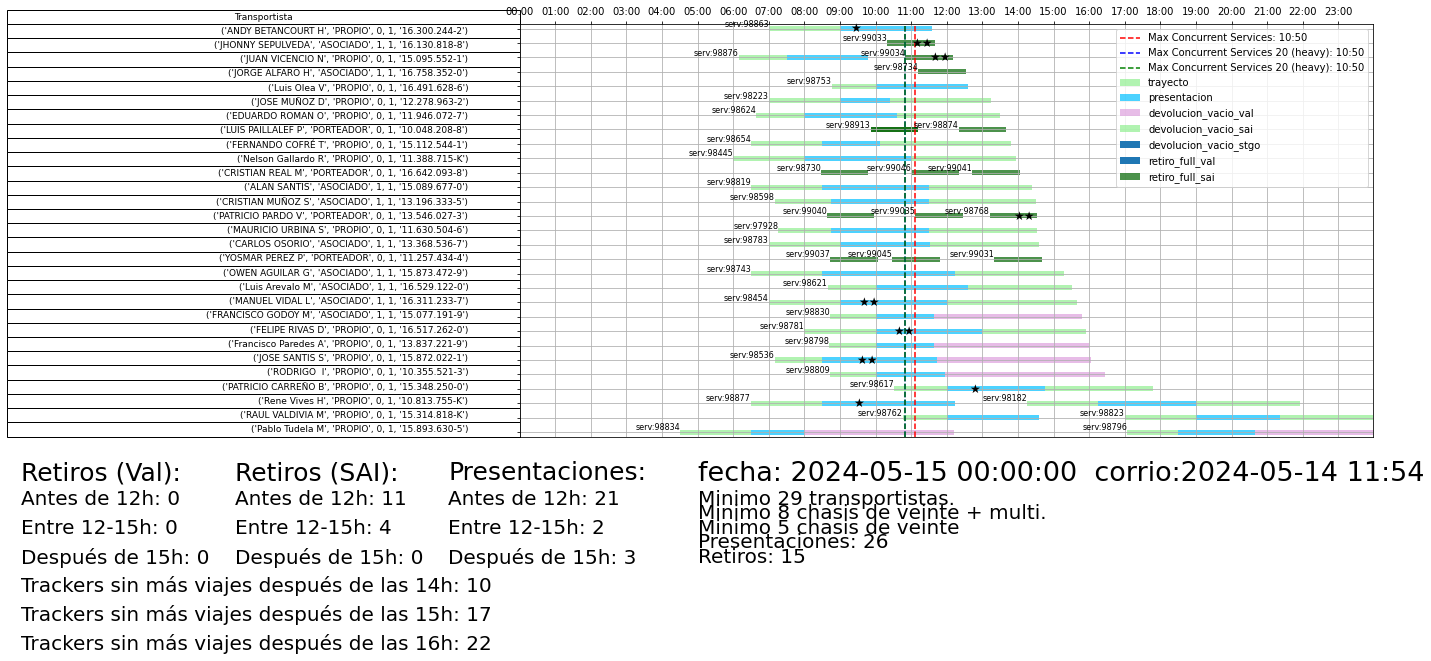 Transportista
00:00 01:00 02:00 03:00 04:00 05:00 06:00 07:00 08:00 09:00 10:00 11:00 12:00 13:00 14:00 15:00 16:00 17:00 18:00 19:00 20:00 21:00 22:00 23:00
('ANDY BETANCOURT H', 'PROPIO', 0, 1, '16.300.244-2') serv:98863
('JHONNY SEPULVEDA', 'ASOCIADO', 1, 1, '16.130.818-8') serv:99033
('JUAN VICENCIO N', 'PROPIO', 0, 1, '15.095.552-1') serv:98876 serv:99034
('JORGE ALFARO H', 'ASOCIADO', 1, 1, '16.758.352-0') serv:98734
('Luis Olea V', 'PROPIO', 0, 1, '16.491.628-6') serv:98753
('JOSE MUÑOZ D', 'PROPIO', 0, 1, '12.278.963-2') serv:98223
('EDUARDO ROMAN O', 'PROPIO', 0, 1, '11.946.072-7') serv:98624
('LUIS PAILLALEF P', 'PORTEADOR', 0, 1, '10.048.208-8') serv:98913 serv:98874
('FERNANDO COFRÉ T', 'PROPIO', 0, 1, '15.112.544-1') serv:98654
('Nelson Gallardo R', 'PROPIO', 0, 1, '11.388.715-K') serv:98445
('CRISTIAN REAL M', 'PORTEADOR', 0, 1, '16.642.093-8') serv:98730 serv:99046 serv:99041
('ALAN SANTIS', 'ASOCIADO', 1, 1, '15.089.677-0') serv:98819
('CRISTIAN MUÑOZ S', 'ASOCIADO', 1, 1, '13.196.333-5') serv:98598
('PATRICIO PARDO V', 'PORTEADOR', 0, 1, '13.546.027-3') serv:99040 serv:99035 serv:98768
('MAURICIO URBINA S', 'PROPIO', 0, 1, '11.630.504-6') serv:97928
('CARLOS OSORIO', 'ASOCIADO', 1, 1, '13.368.536-7') serv:98783
('YOSMAR PEREZ P', 'PORTEADOR', 0, 1, '11.257.434-4') serv:99037 serv:99045 serv:99031
('OWEN AGUILAR G', 'ASOCIADO', 1, 1, '15.873.472-9') serv:98743
('Luis Arevalo M', 'ASOCIADO', 1, 1, '16.529.122-0') serv:98621
('MANUEL VIDAL L', 'ASOCIADO', 1, 1, '16.311.233-7') serv:98454
('FRANCISCO GODOY M', 'ASOCIADO', 1, 1, '15.077.191-9') serv:98830
('FELIPE RIVAS D', 'PROPIO', 0, 1, '16.517.262-0') serv:98781
('Francisco Paredes A', 'PROPIO', 0, 1, '13.837.221-9') serv:98798
('JOSE SANTIS S', 'PROPIO', 0, 1, '15.872.022-1') serv:98536
('RODRIGO  I', 'PROPIO', 0, 1, '10.355.521-3') serv:98809
('PATRICIO CARREÑO B', 'PROPIO', 0, 1, '15.348.250-0') serv:98617
('Rene Vives H', 'PROPIO', 0, 1, '10.813.755-K') serv:98877 serv:98182
('RAUL VALDIVIA M', 'PROPIO', 0, 1, '15.314.818-K') serv:98762 serv:98823
('Pablo Tudela M', 'PROPIO', 0, 1, '15.893.630-5') serv:98834 serv:98796
Max Concurrent Services: 10:50
Max Concurrent Services 20 (heavy): 10:50
Max Concurrent Services 20 (heavy): 10:50
trayecto
presentacion
devolucion_vacio_val
devolucion_vacio_sai
devolucion_vacio_stgo
retiro_full_val
retiro_full_sai
Retiros (Val):
Antes de 12h: 0
Entre 12-15h: 0
Después de 15h: 0
Retiros (SAI):
Antes de 12h: 11
Entre 12-15h: 4
Después de 15h: 0
Presentaciones:
Antes de 12h: 21
Entre 12-15h: 2
Después de 15h: 3
Trackers sin más viajes después de las 14h: 10
Trackers sin más viajes después de las 15h: 17
Trackers sin más viajes después de las 16h: 22
fecha: 2024-05-15 00:00:00  corrio:2024-05-14 11:54
Minimo 29 transportistas.
Minimo 8 chasis de veinte + multi.
Minimo 5 chasis de veinte
Presentaciones: 26
Retiros: 15